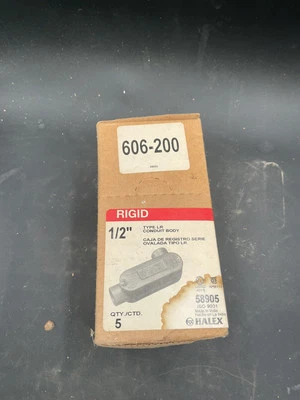 606-200
RIGID
1/2"
TYPE LR
CONDUIT BODY
CAJA DE REGISTRO SERIE
OVALADA TIPO LR
QTY./CTD.
5
58905
HALEX